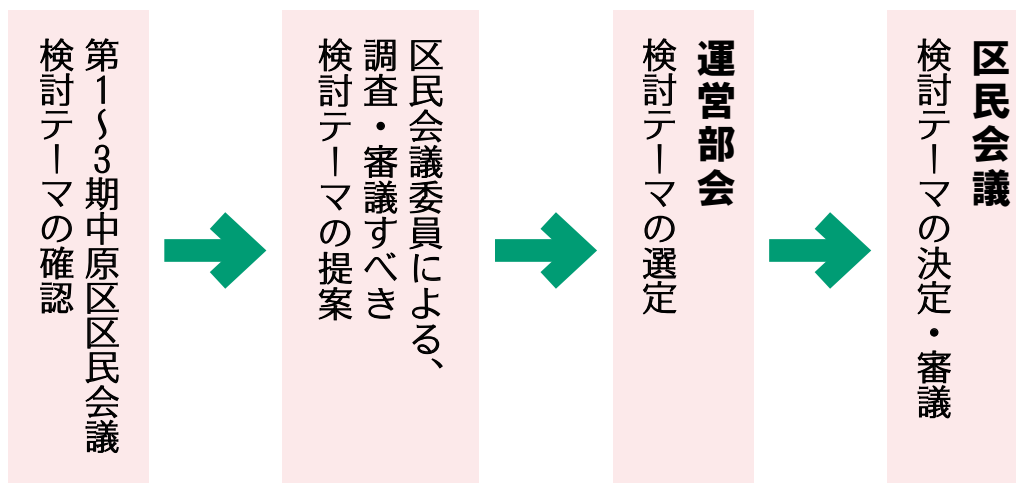 第1～3期中原区区民会議
検討テーマの確認
区民会議委員による、
調査・審議すべき
検討テーマの提案
運営部会
検討テーマの選定
区民会議
検討テーマの決定・審議